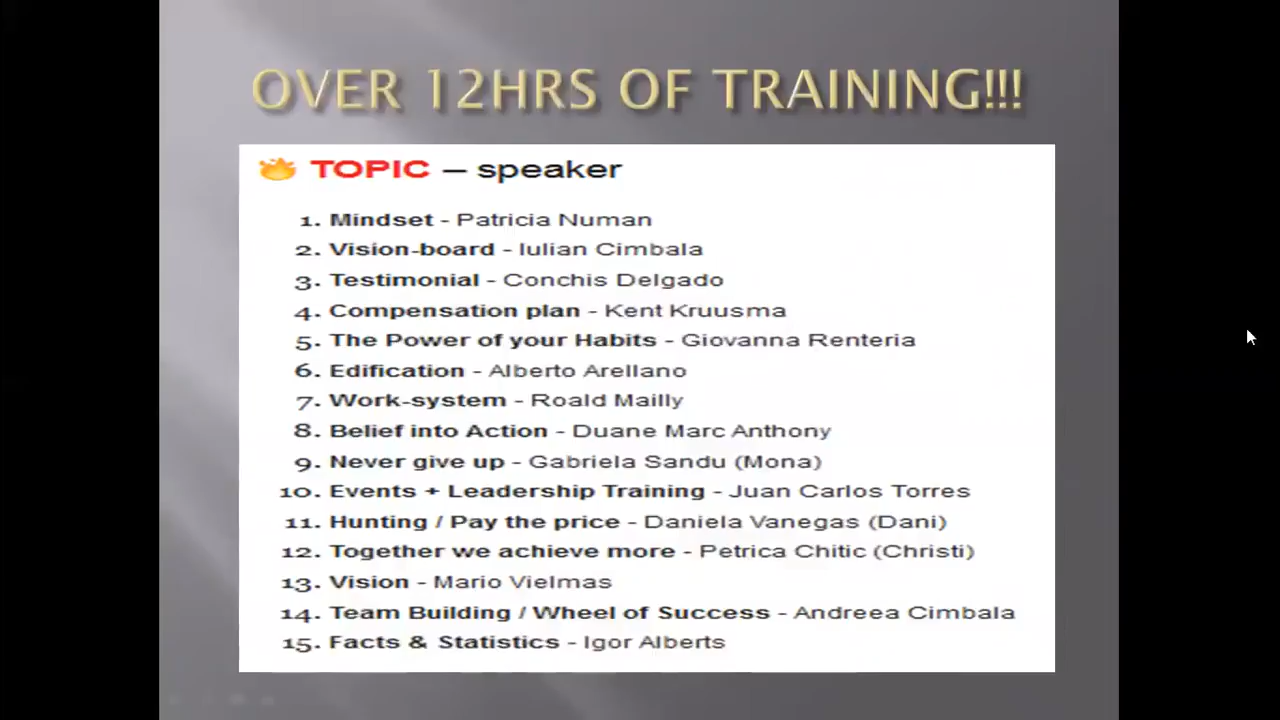 OVER 12HRS OF TRAINING!!!
TOPIC – speaker
1. Mindset - Patricia Numan
2. Vision-board - Iulian Cimbala
3. Testimonial - Conchis Delgado
4. Compensation plan - Kent Kruusma
5. The Power of your Habits - Giovanna Renteria
6. Edification - Alberto Arellano
7. Work-system - Roald Mailly
8. Belief into Action - Duane Marc Anthony
9. Never give up - Gabriela Sandu (Mona)
10. Events + Leadership Training - Juan Carlos Torres
11. Hunting / Pay the price - Daniela Vanegas (Dani)
12. Together we achieve more - Petrica Chitic (Christi)
13. Vision - Mario Vielmas
14. Team Building / Wheel of Success - Andreea Cimbala
15. Facts & Statistics - Igor Alberts